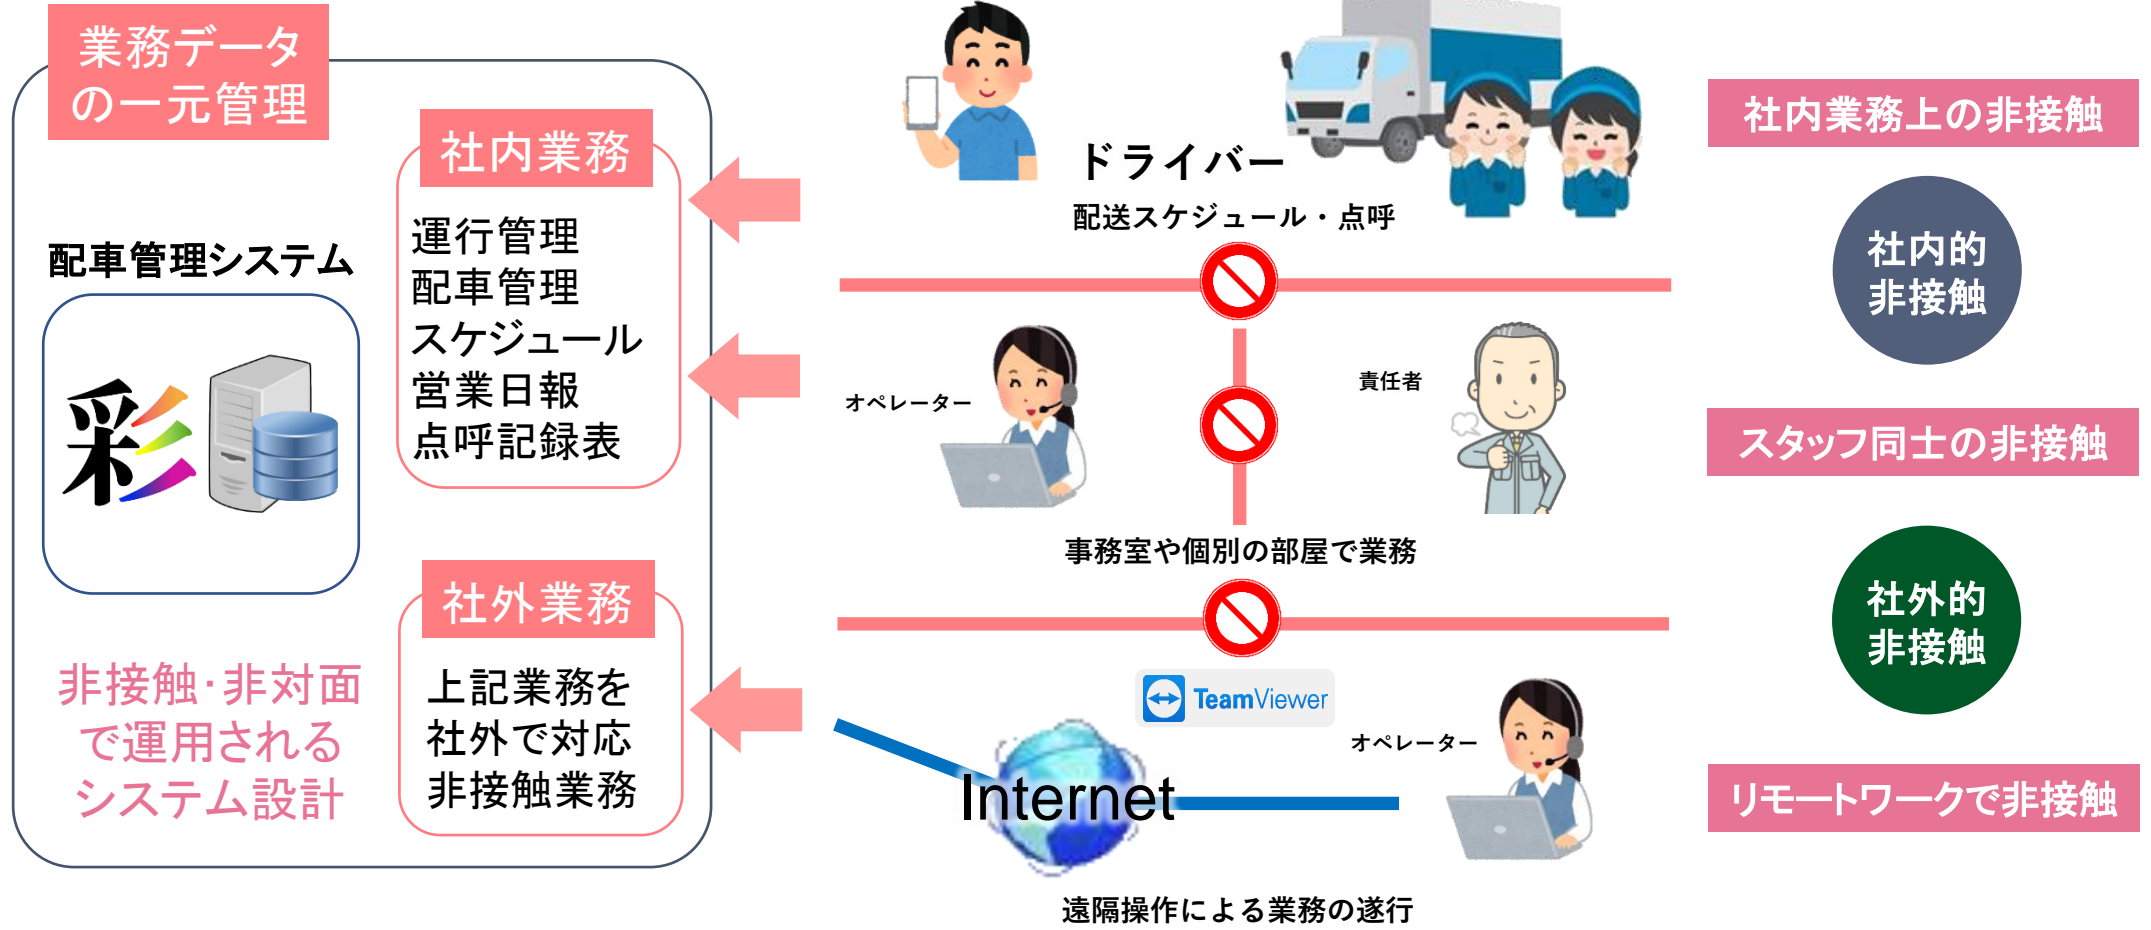 業務データ
の一元管理
配車管理システム
彩
非接触・非対面
で運用される
システム設計
社内業務
運行管理
配車管理
スケジュール
営業日報
点呼記録表
社外業務
上記業務を
社外で対応
非接触業務
ドライバー
配送スケジュール・点呼
オペレーター
責任者
事務室や個別の部屋で業務
TeamViewer
オペレーター
Internet
遠隔操作による業務の遂行
社内業務上の非接触
社内的
非接触
スタッフ同士の非接触
社外的
非接触
リモートワークで非接触